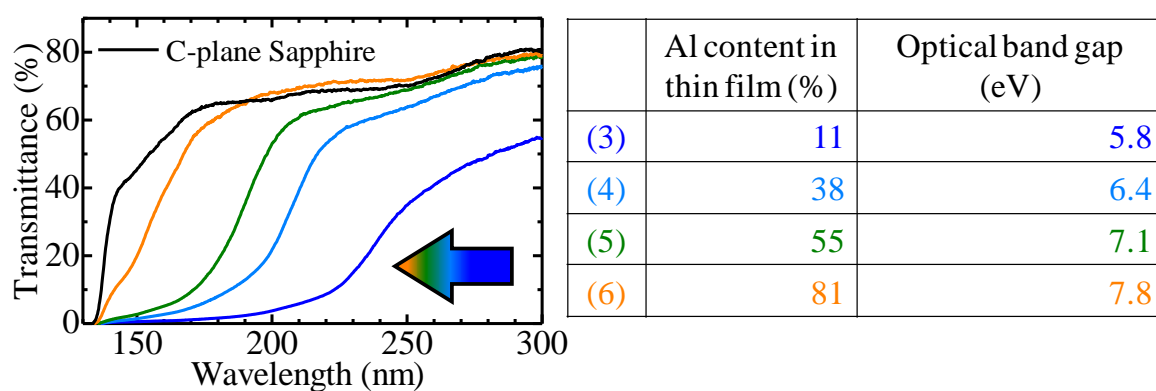 80
60
40
20
0
Transmittance (%)
C-plane Sapphire
150
200
250
300
Wavelength (nm)
Al content in
thin film (%)
Optical band gap
(eV)
(3) 11 5.8
(4) 38 6.4
(5) 55 7.1
(6) 81 7.8